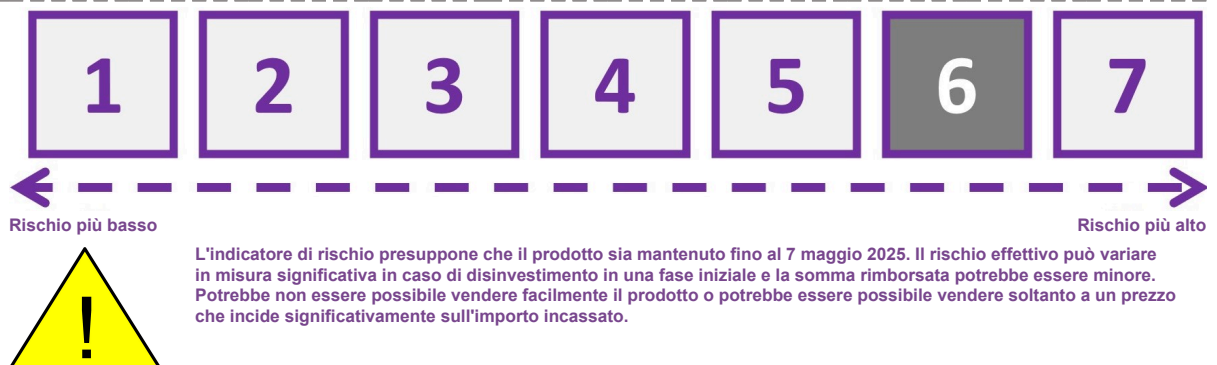 1 2 3 4 5 6 7
Rischio più basso Rischio più alto
L'indicatore di rischio presuppone che il prodotto sia mantenuto fino al 7 maggio 2025. Il rischio effettivo può variare
in misura significativa in caso di disinvestimento in una fase iniziale e la somma rimborsata potrebbe essere minore.
Potrebbe non essere possibile vendere facilmente il prodotto o potrebbe essere possibile vendere soltanto a un prezzo
che incide significativamente sull'importo incassato.
!